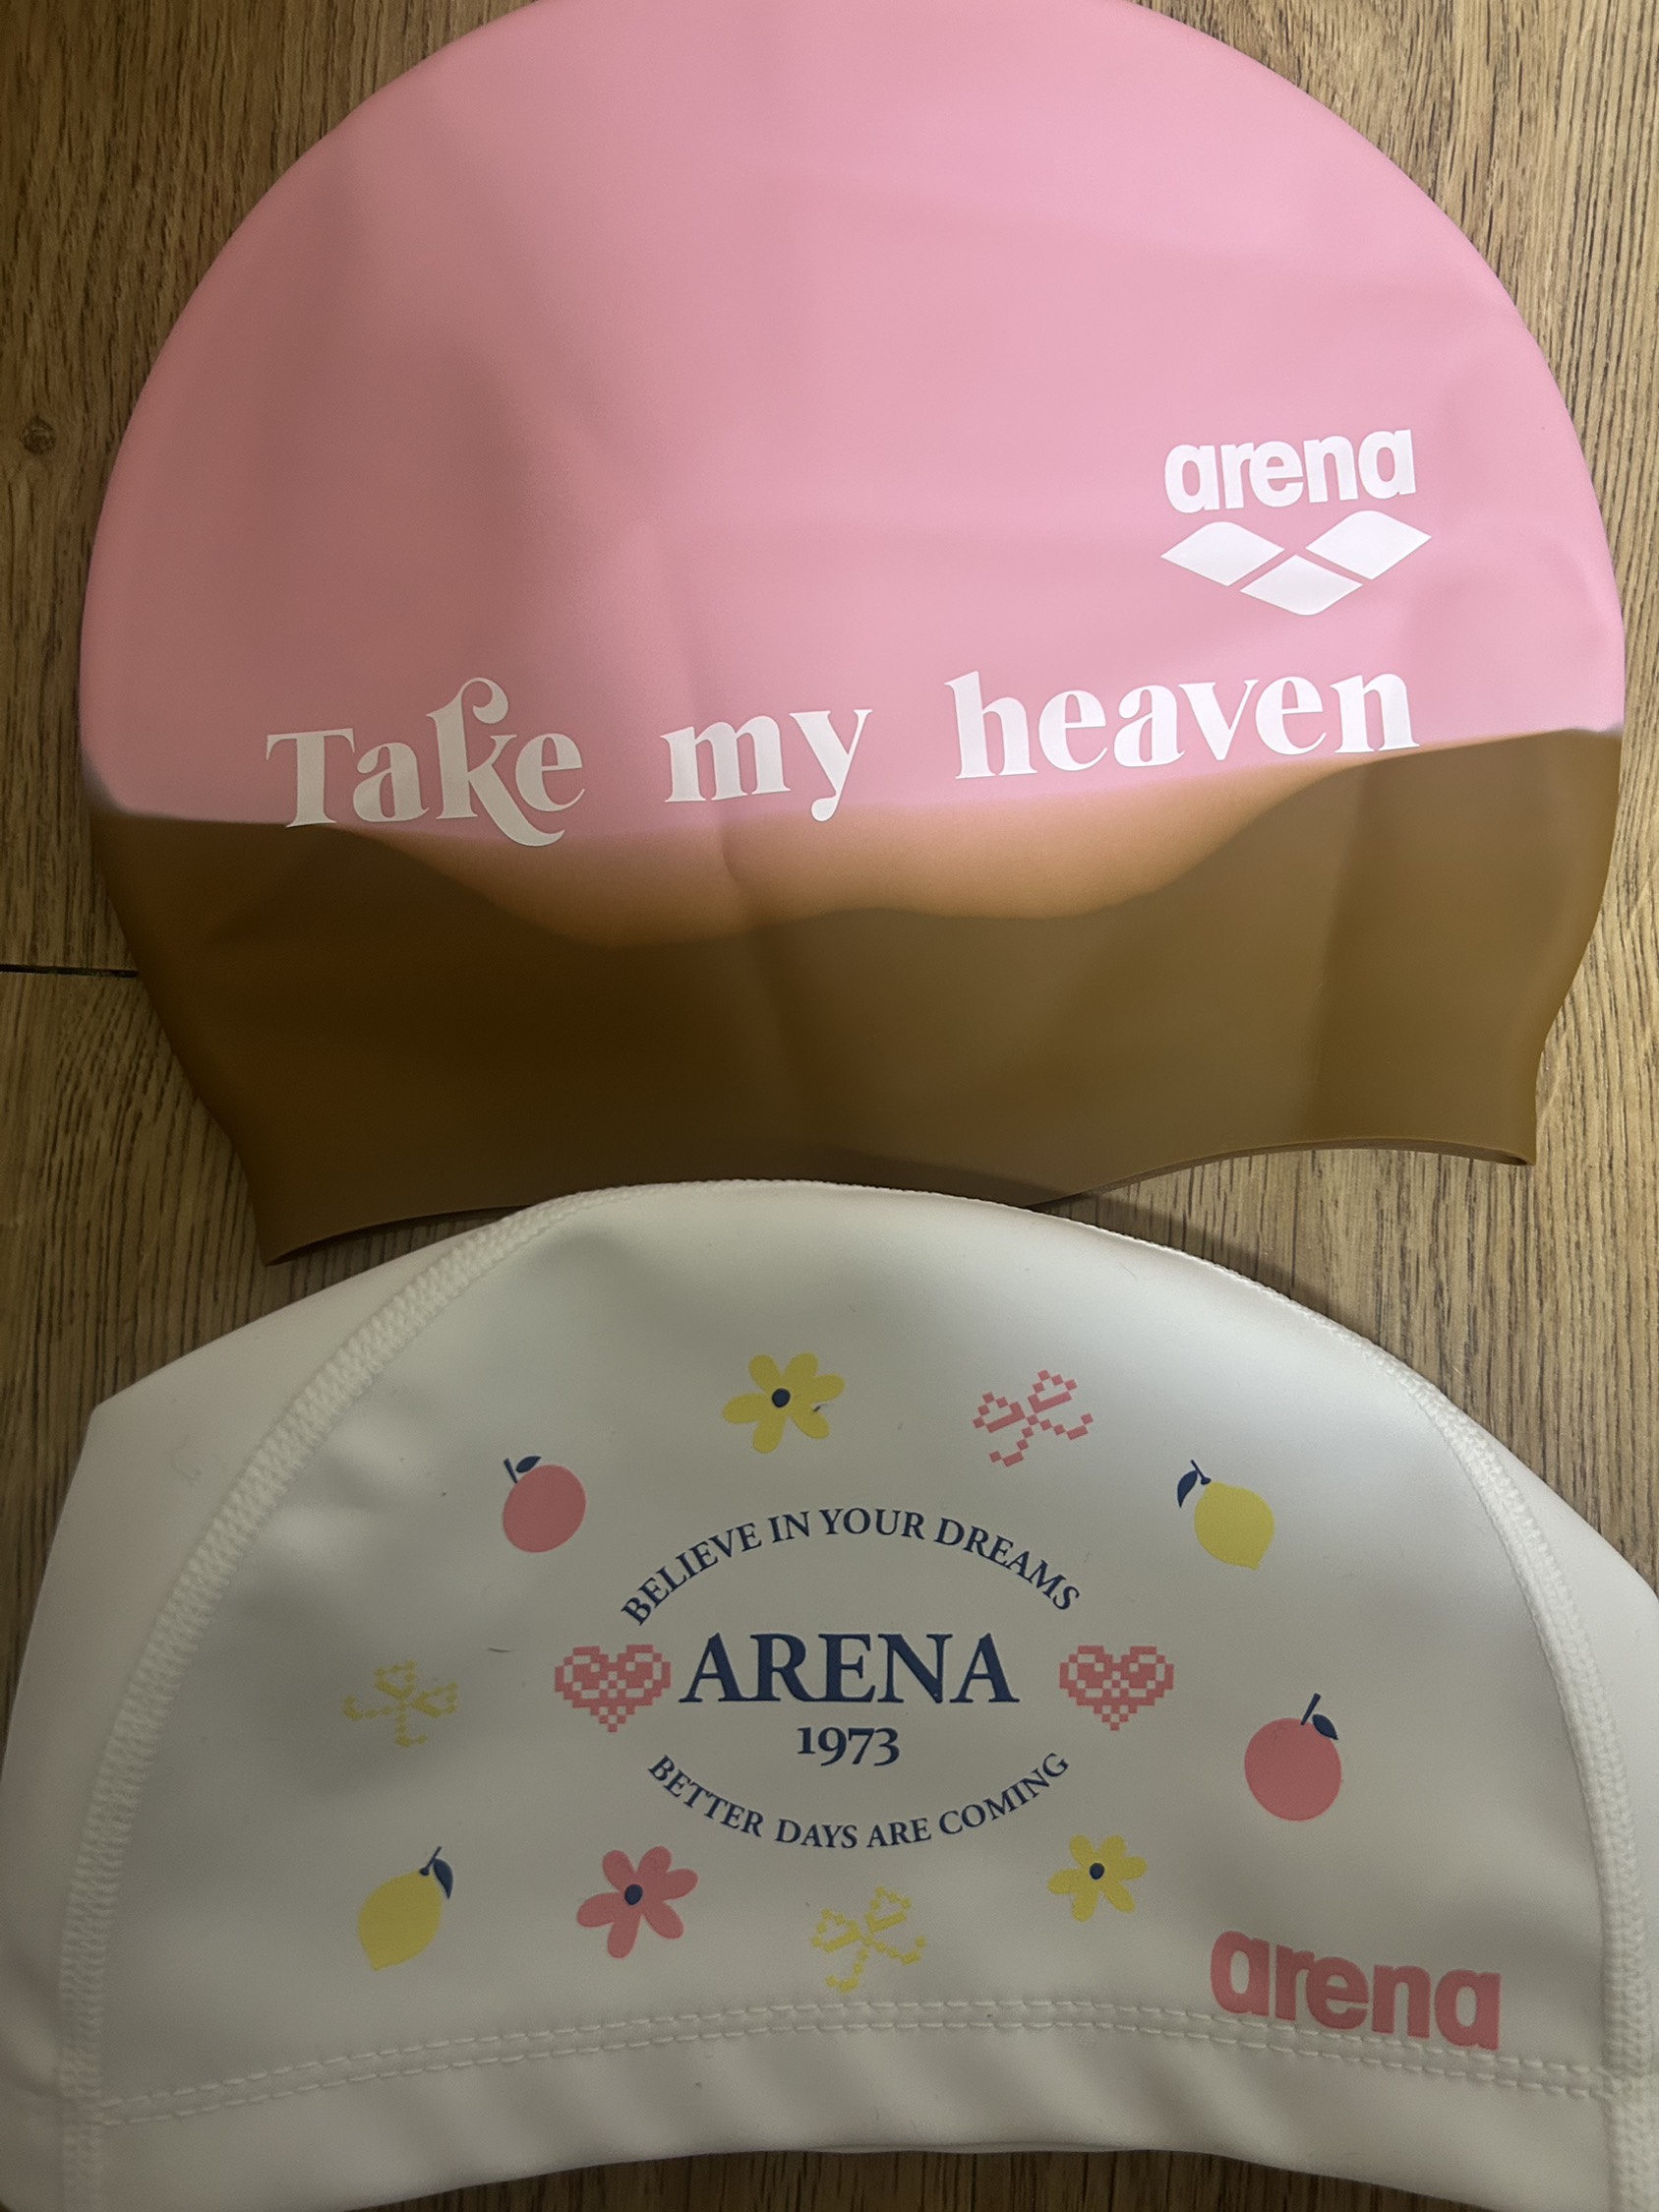 arena
Take my heaven
BELIEVE IN YOUR DREAMS
ARENA
1973
BETTER DAYS ARE COMING
arena